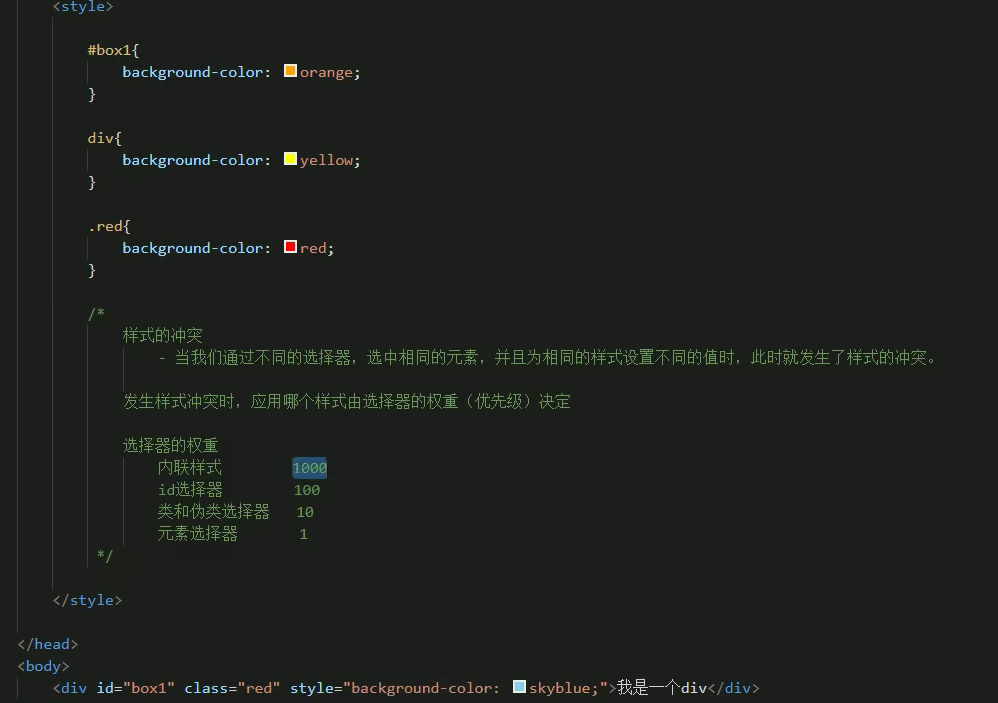 <style>
#box1{
background-color: orange;
}
div{
background-color: yellow;
}
.red{
background-color: red;
}
/*
样式的冲突
- 当我们通过不同的选择器，选中相同的元素，并且为相同的样式设置不同的值时，此时就发生了样式的冲突。
发生样式冲突时，应用哪个样式由选择器的权重（优先级）决定
选择器的权重
内联样式 1000
id选择器 100
类和伪类选择器 10
元素选择器 1
*/
</style>
</head>
<body>
<div id="box1" class="red" style="background-color: skyblue;">我是一个div</div>